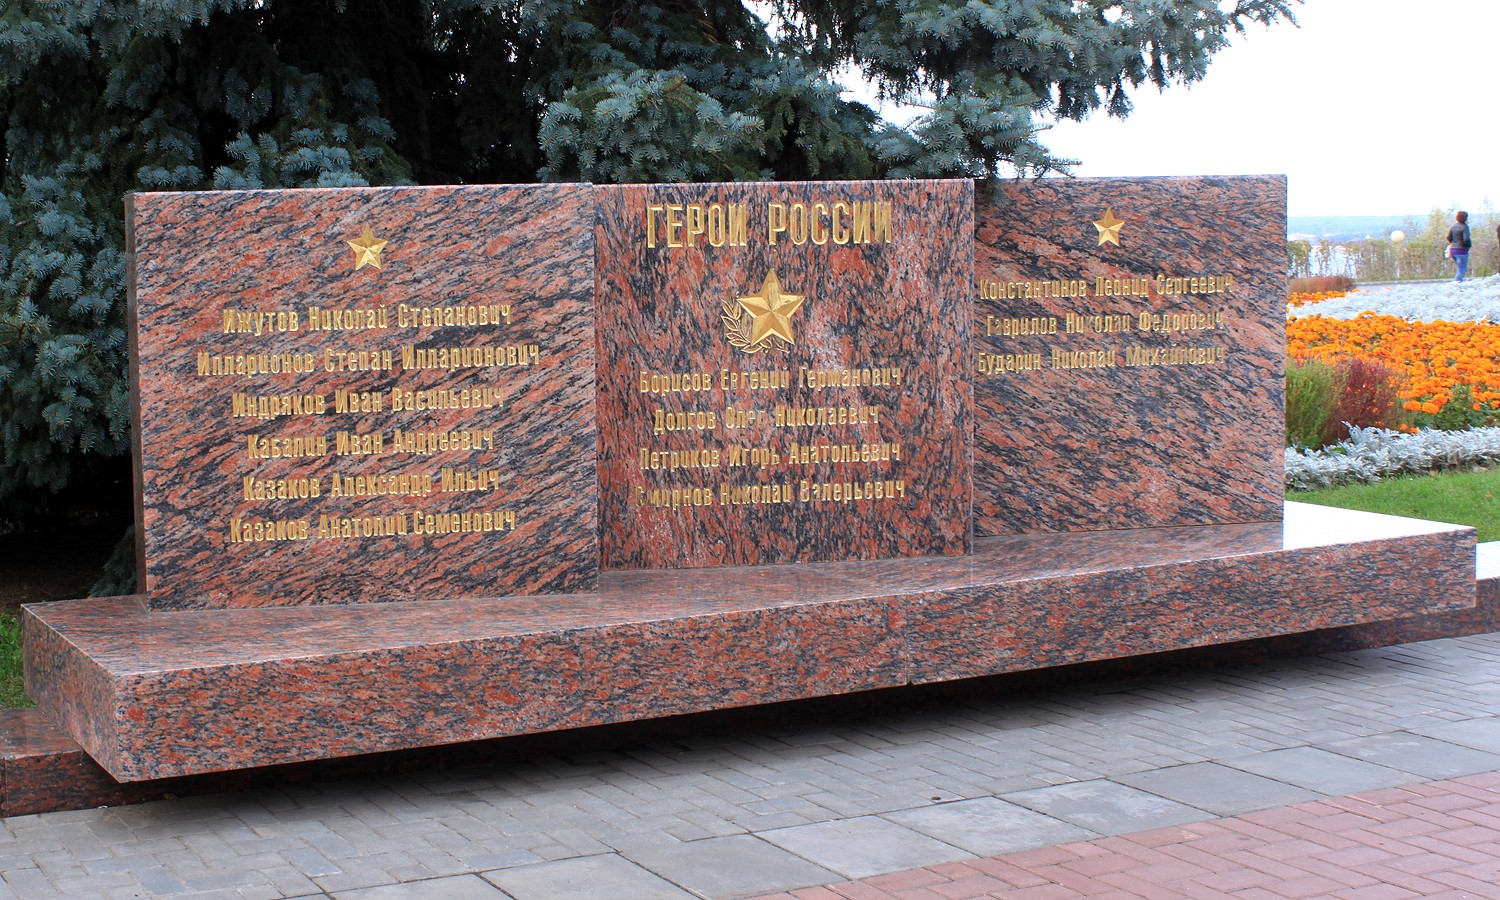 Ижутов Николай Степанович
Илларионов Степан Илларионович
Индряков Иван Васильевич
Кабалин Иван Андреевич
Казаков Александр Ильич
Казаков Анатолий Семенович
ГЕРОИ РОССИИ
Борисов Евгений Германович
Долгов Олег Николаевич
Петриков Игорь Анатольевич
Смирнов Николай Валерьевич
Константинов Леонид Сергеевич
Гаврилов Николай Федорович
Бударин Николай Михайлович